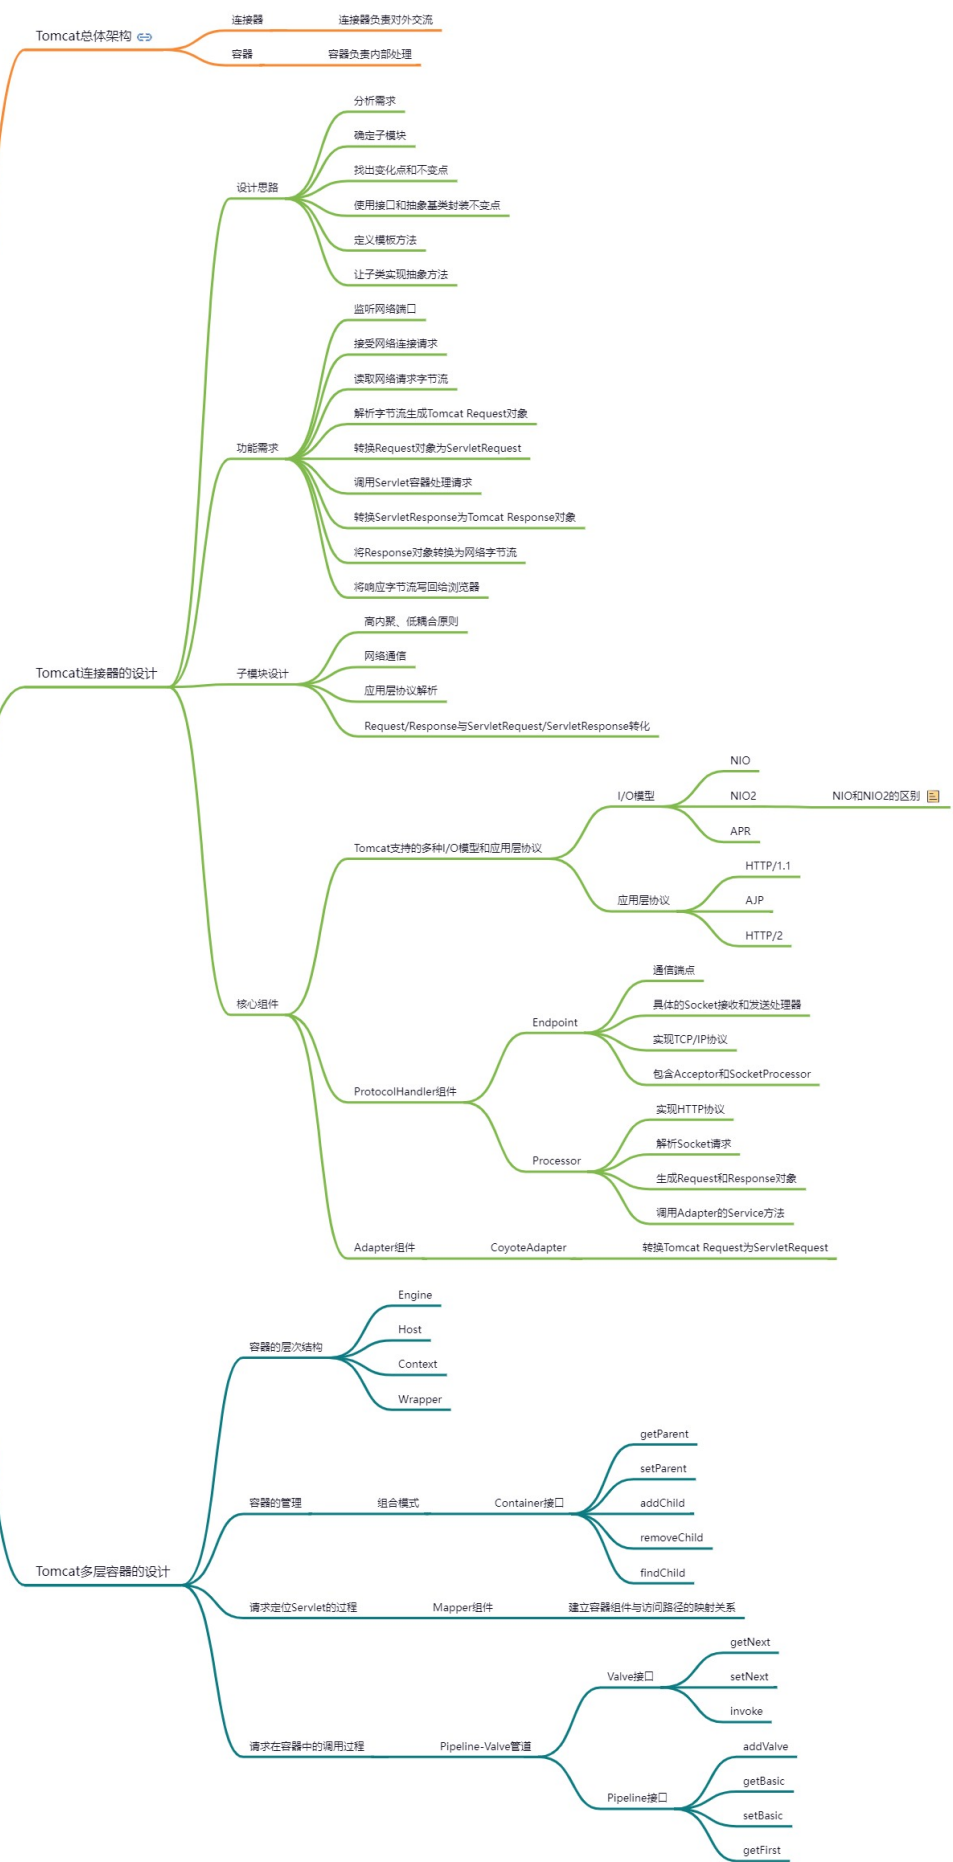 Tomcat总体架构
连接器
连接器负责对外交流
容器
容器负责内部处理
Tomcat连接器的设计
设计思路
分析需求
确定子模块
找出变化点和不变点
使用接口和抽象基类封装不变点
定义模板方法
让子类实现抽象方法
功能需求
监听网络端口
接受网络连接请求
读取网络请求字节流
解析字节流生成Tomcat Request对象
转换Request对象为ServletRequest
调用Servlet容器处理请求
转换ServletResponse为Tomcat Response对象
将Response对象转换为网络字节流
将响应字节流写回给浏览器
子模块设计
高内聚、低耦合原则
网络通信
应用层协议解析
Request/Response与ServletRequest/ServletResponse转化
核心组件
Tomcat支持的多种I/O模型和应用层协议
I/O模型
NIO
NIO2
NIO和NIO2的区别
APR
应用层协议
HTTP/1.1
AJP
HTTP/2
ProtocolHandler组件
Endpoint
通信端点
具体的Socket接收和发送处理器
实现TCP/IP协议
包含Acceptor和SocketProcessor
Processor
实现HTTP协议
解析Socket请求
生成Request和Response对象
调用Adapter的Service方法
Adapter组件
CoyoteAdapter
转换Tomcat Request为ServletRequest
Tomcat多层容器的设计
容器的层次结构
Engine
Host
Context
Wrapper
容器的管理
组合模式
Container接口
getParent
setParent
addChild
removeChild
findChild
请求定位Servlet的过程
Mapper组件
建立容器组件与访问路径的映射关系
请求在容器中的调用过程
Pipeline-Valve管道
Valve接口
getNext
setNext
invoke
Pipeline接口
addValve
getBasic
setBasic
getFirst